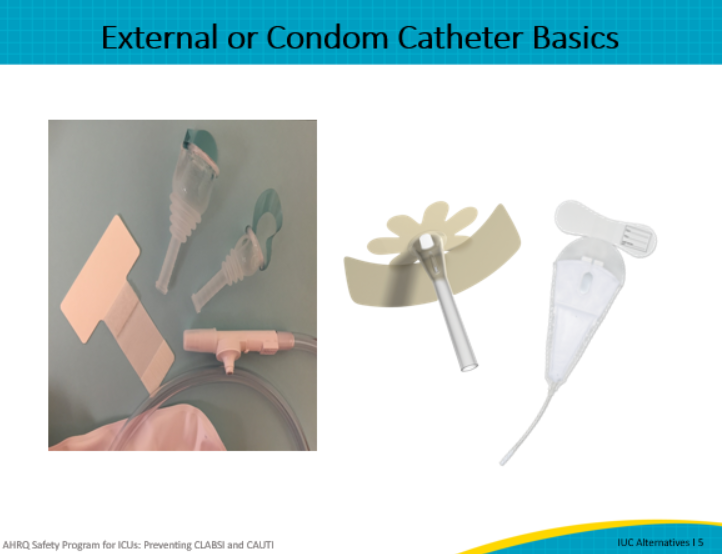 External or Condom Catheter Basics
AHRQ Safety Program for ICUs: Preventing CLABSI and CAUTI
IUC Alternatives I 5